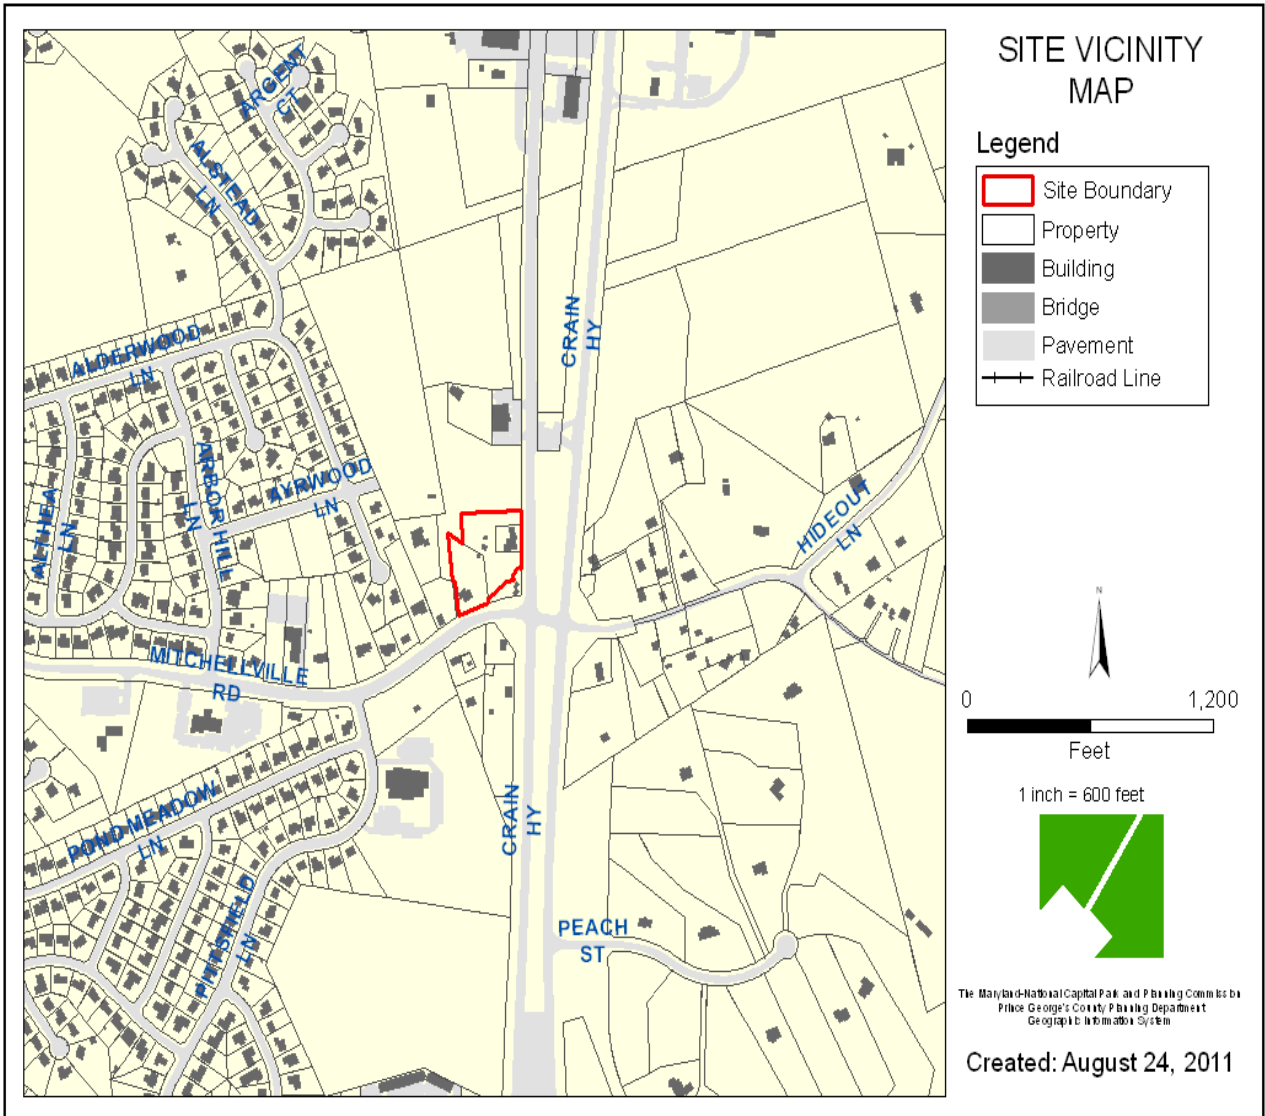 SITE VICINITY
MAP
Legend
Site Boundary
Property
Building
Bridge
Pavement
Railroad Line
ARGENT
CT
ALSTEAD
LN
ALDERWOOD
LN
CRAIN
HY
ARBOR HILL
LN
AYRWOOD
LN
ALTHEA
LN
HIDEOUT
LN
MITCHELLVILLE
RD
POND MEADOW
LN
PITTSFIELD
LN
CRAIN
HY
PEACH
ST
N
0 1,200
Feet
1 inch = 600 feet
The Maryland-National Capital Park and Planning Commission
Prince George's County Planning Department
Geographic Information System
Created: August 24, 2011